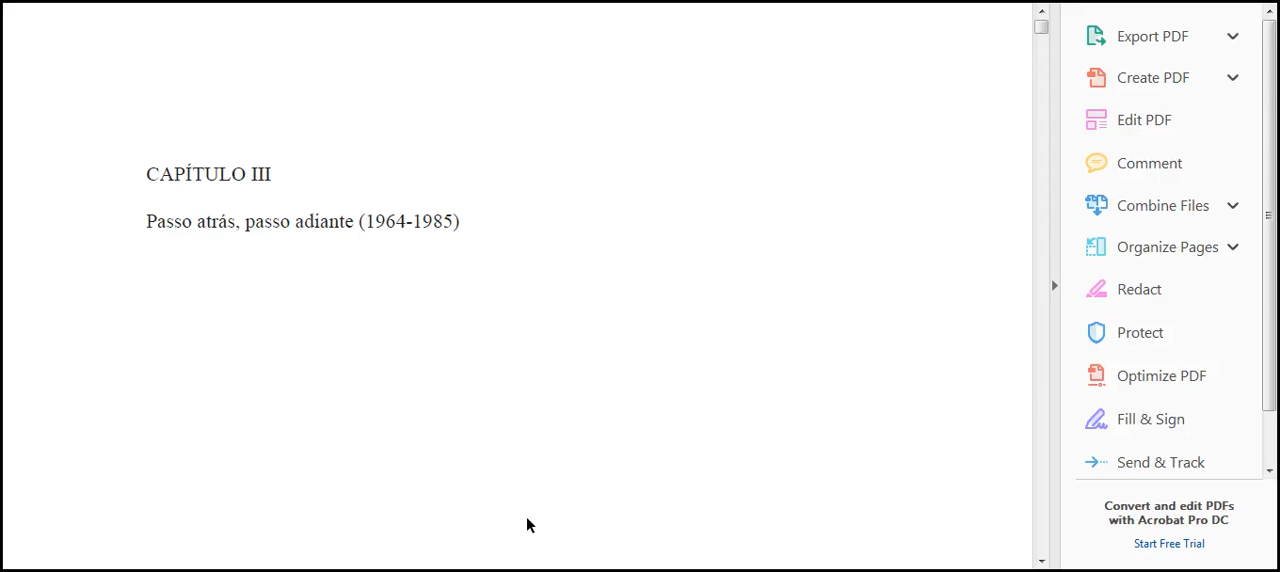 CAPÍTULO III
Passo atrás, passo adiante (1964-1985)
Export PDF
Create PDF
Edit PDF
Comment
Combine Files
Organize Pages
Redact
Protect
Optimize PDF
Fill & Sign
Send & Track
Convert and edit PDFs
with Acrobat Pro DC
Start Free Trial